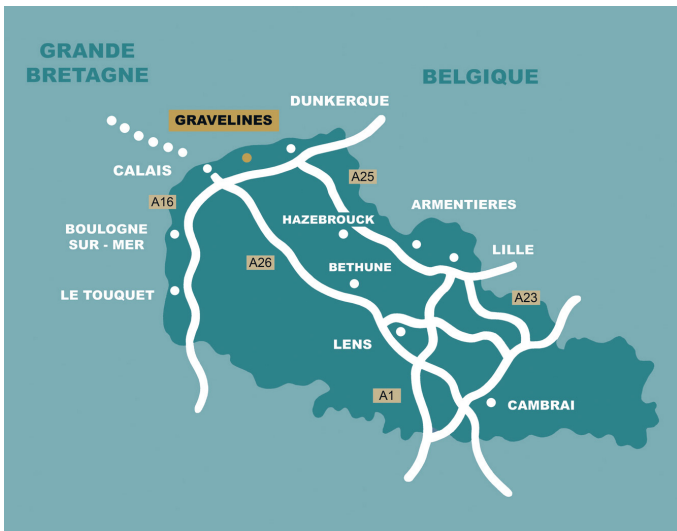 GRANDE
BRETAGNE
BELGIQUE
DUNKERQUE
GRAVELINES
CALAIS
A25
A16
ARMENTIERES
HAZEBROUCK
BOULOGNE
SUR - MER
LILLE
A26
BETHUNE
LE TOUQUET
A23
LENS
A1
CAMBRAI